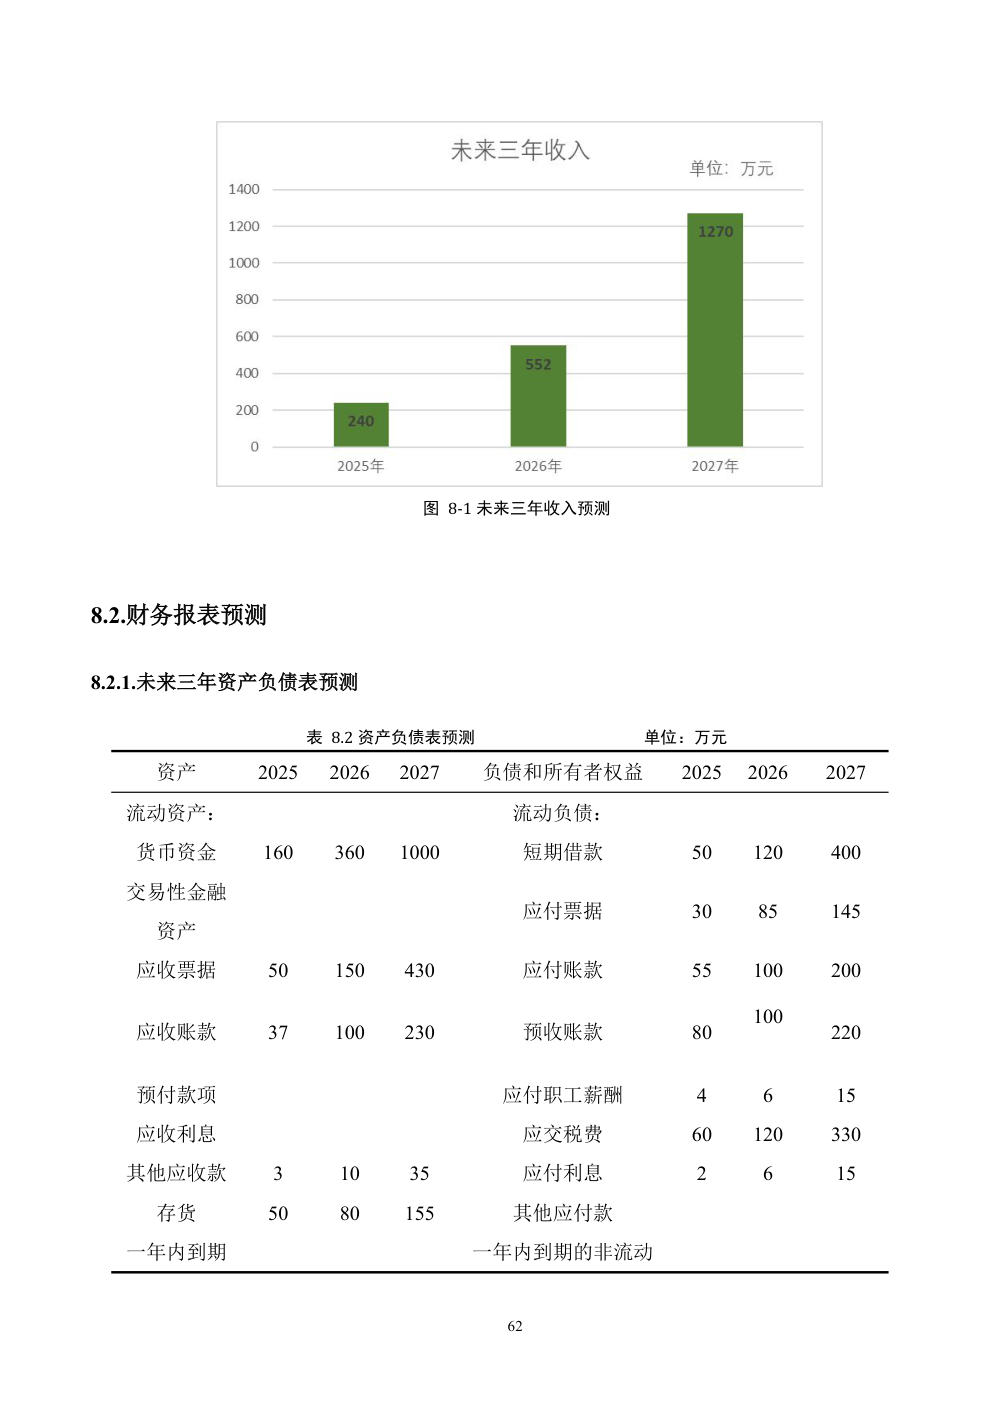 未来三年收入
单位：万元
1400
1200
1000
800
600
400
200
0
1270
552
240
2025年 2026年 2027年
图 8-1 未来三年收入预测
8.2.财务报表预测
8.2.1.未来三年资产负债表预测
表 8.2 资产负债表预测 单位：万元
资产 2025 2026 2027 负债和所有者权益 2025 2026 2027
流动资产： 流动负债：
货币资金 160 360 1000 短期借款 50 120 400
交易性金融
资产 应付票据 30 85 145
应收票据 50 150 430 应付账款 55 100 200
应收账款 37 100 230 预收账款 80 100 220
预付款项 应付职工薪酬 4 6 15
应收利息 应交税费 60 120 330
其他应收款 3 10 35 应付利息 2 6 15
存货 50 80 155 其他应付款
一年内到期 一年内到期的非流动
62